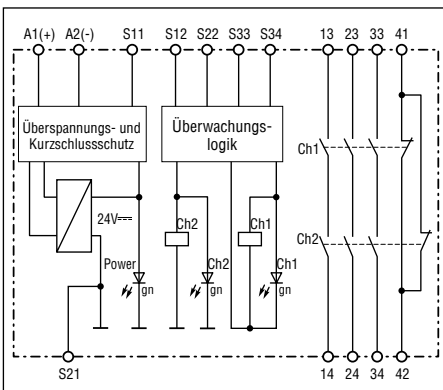 A1(+) A2(-) S11 S12 S22 S33 S34 13 23 33 41
Überspannungs- und
Kurzschlussschutz
Überwachungs-
logik
Ch1
24V
Ch2 Ch1
Ch2
Power Ch2 Ch1
gn gn gn
S21 14 24 34 42